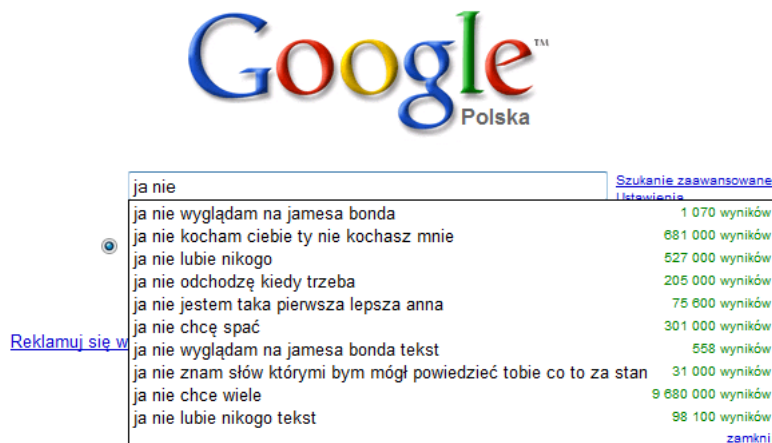 Google™
Polska
ja nie
Szukanie zaawansowane
Ustawienia
ja nie wyglądam na jamesa bonda 1 070 wyników
ja nie kocham ciebie ty nie kochasz mnie 681 000 wyników
ja nie lubie nikogo 527 000 wyników
ja nie odchodzę kiedy trzeba 205 000 wyników
ja nie jestem taka pierwsza lepsza anna 75 600 wyników
ja nie chcę spać 301 000 wyników
Reklamuj się w
ja nie wyglądam na jamesa bonda tekst 558 wyników
ja nie znam słów którymi bym mógł powiedzieć tobie co to za stan 31 000 wyników
ja nie chce wiele 9 680 000 wyników
ja nie lubie nikogo tekst 98 100 wyników
zamkni